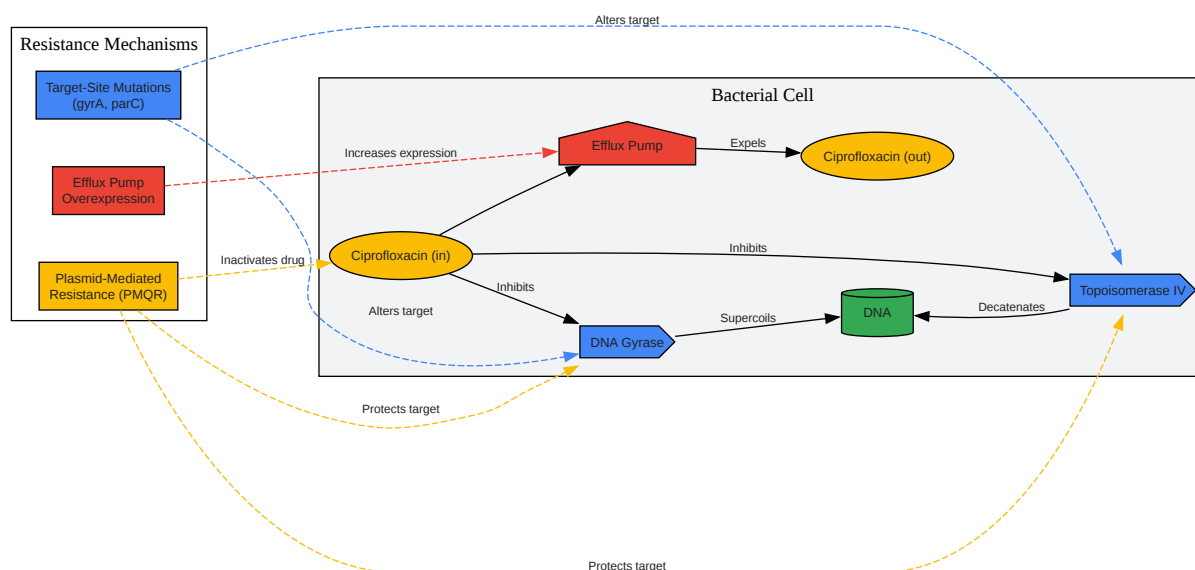 Alters target
Resistance Mechanisms
Target-Site Mutations
(gyrA, parC)
Bacterial Cell
Efflux Pump
Expels
Ciprofloxacin (out)
Increases expression
Efflux Pump
Overexpression
Inhibits
Ciprofloxacin (in)
Inactivates drug
Plasmid-Mediated
Resistance (PMQR)
Inhibits
Topoisomerase IV
Alters target
DNA
Decatenates
Supercoils
DNA Gyrase
Protects target
Protects target